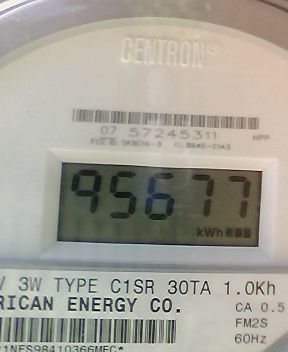 CENTRON®
07 57245311
95677
kWh
3W TYPE C1SR 30TA 1.0Kh
RICAN ENERGY CO.
CA 0.5
FM2S
60Hz